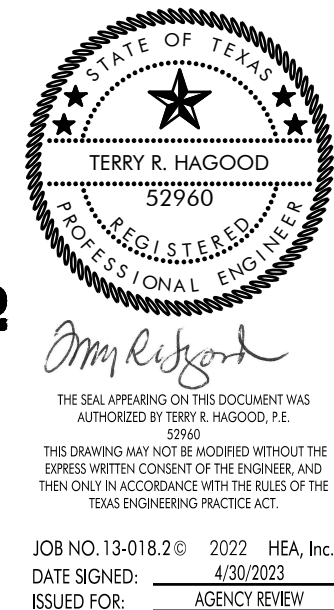 STATE OF TEXAS
TERRY R. HAGOOD
52960
REGISTERED
PROFESSIONAL ENGINEER
THE SEAL APPEARING ON THIS DOCUMENT WAS
AUTHORIZED BY TERRY R. HAGOOD, P.E.
52960
THIS DRAWING MAY NOT BE MODIFIED WITHOUT THE
EXPRESS WRITTEN CONSENT OF THE ENGINEER, AND
THEN ONLY IN ACCORDANCE WITH THE RULES OF THE
TEXAS ENGINEERING PRACTICE ACT.
JOB NO. 13-018.2 © 2022 HEA, Inc.
DATE SIGNED: 4/30/2023
ISSUED FOR: AGENCY REVIEW